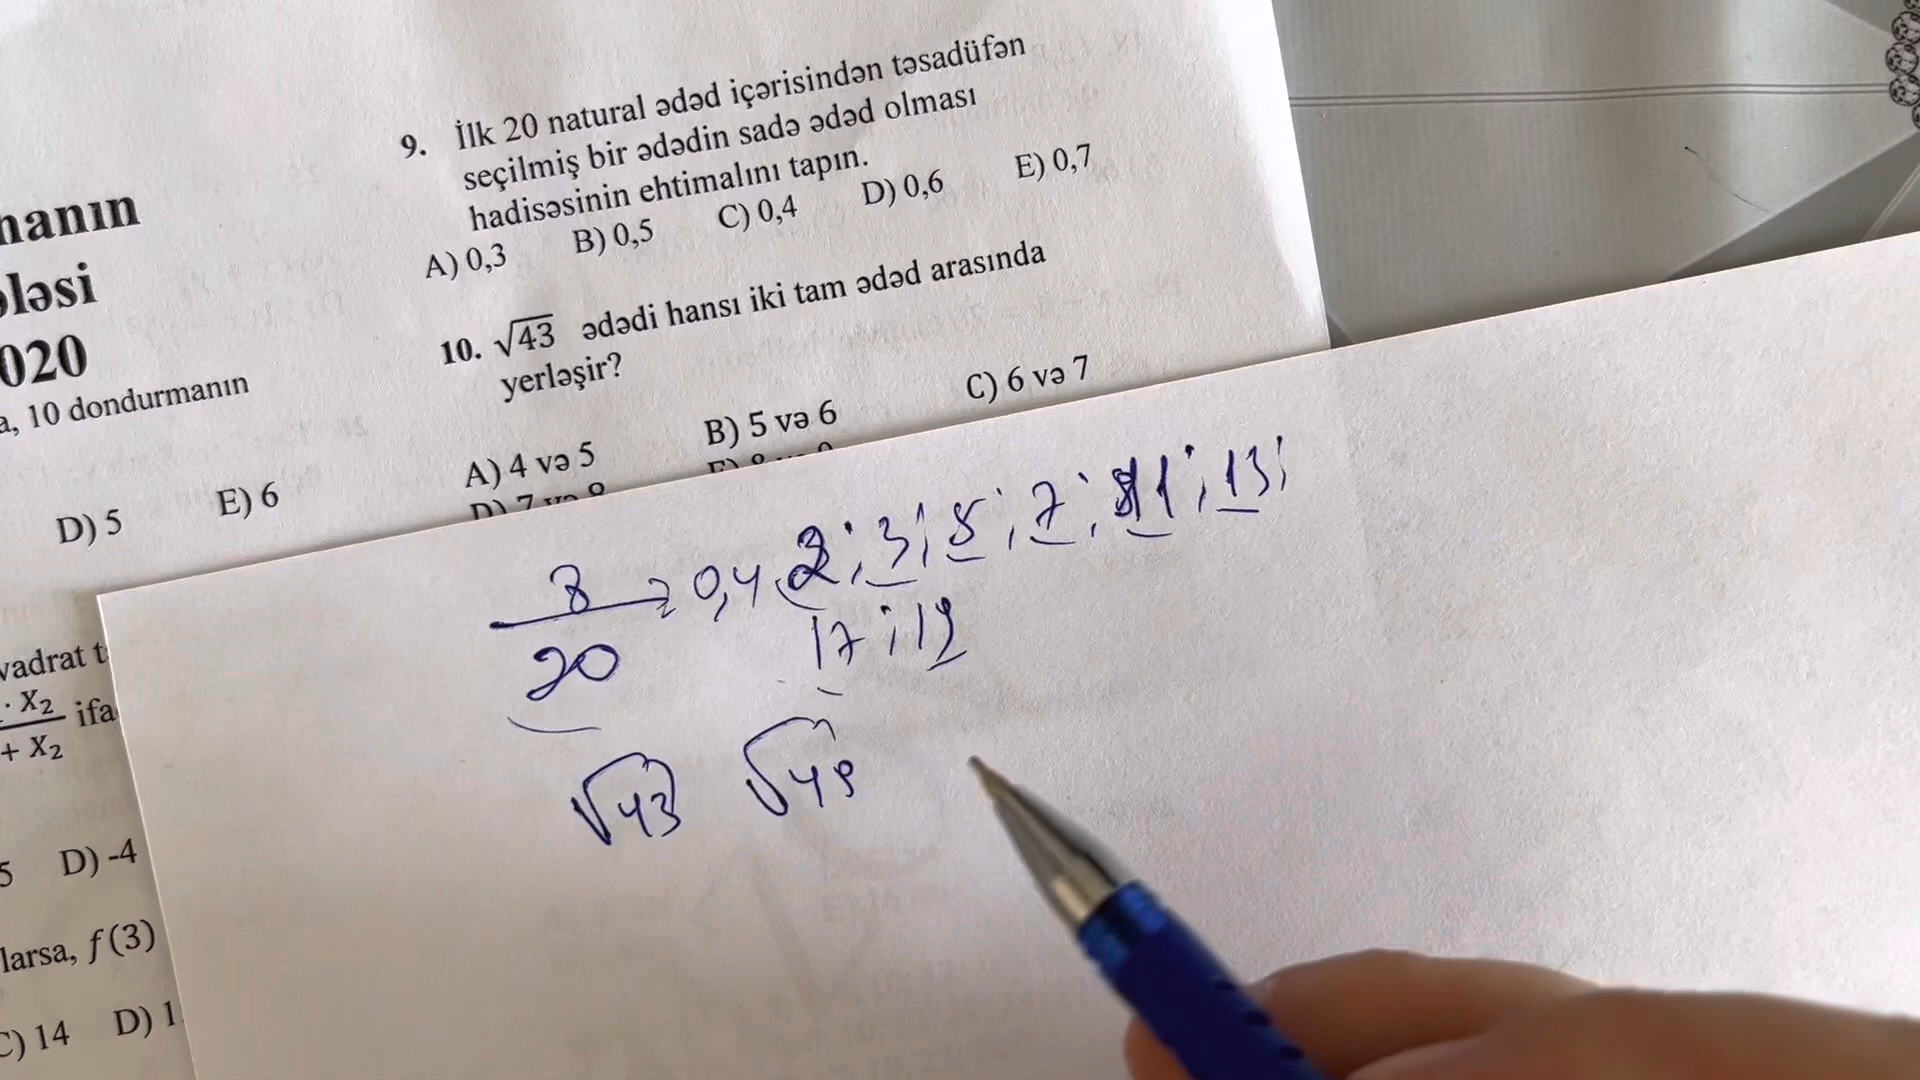 9. İlk 20 natural ədəd içərisindən təsadüfən
seçilmiş bir ədədin sadə ədəd olması
hadisəsinin ehtimalını tapın.
A) 0,3 B) 0,5 C) 0,4 D) 0,6 E) 0,7
10. √43 ədədi hansı iki tam ədəd arasında
yerləşir?
A) 4 və 5 B) 5 və 6 C) 6 və 7
manın
ləsi
020
a, 10 dondurmanın
D) 5 E) 6
vadrat t
· X₂
+ X₂
ifa
5 D) -4
larsa, f(3)
C) 14 D) 1
8/20 = 0,4 2; 3; 5; 7; 11; 13;
17; 19
√43 √49